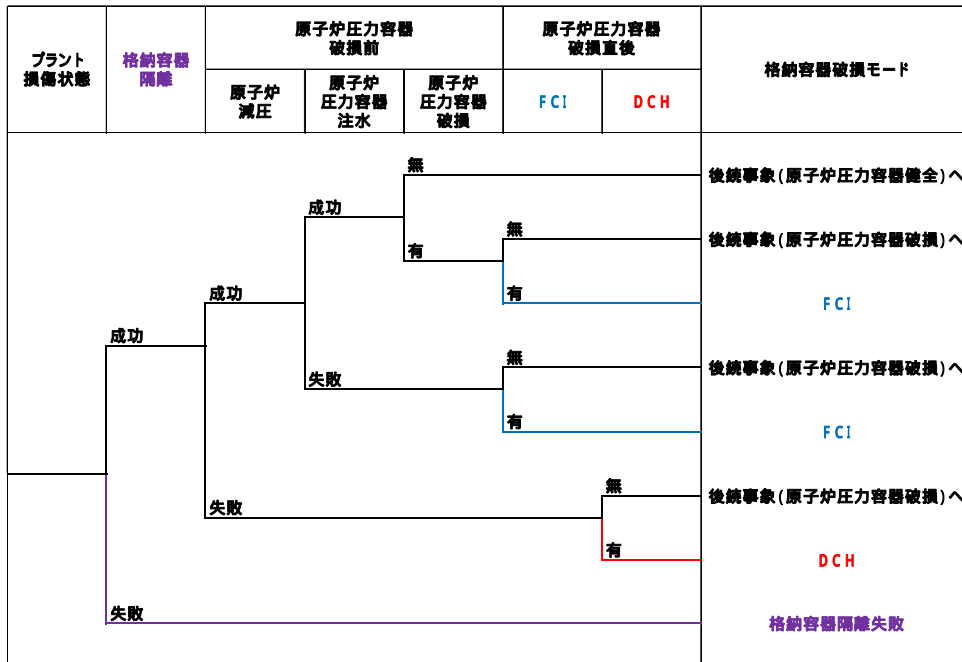 プラント
損傷状態
格納容器
隔離
原子炉圧力容器
破損前
原子炉圧力容器
破損直後
格納容器破損モード
原子炉
減圧
原子炉
圧力容器
注水
原子炉
圧力容器
破損
FCI
DCH
無
後続事象(原子炉圧力容器健全)へ
成功
無
後続事象(原子炉圧力容器破損)へ
有
成功
有
FCI
成功
無
後続事象(原子炉圧力容器破損)へ
失敗
有
FCI
無
後続事象(原子炉圧力容器破損)へ
失敗
有
DCH
失敗
格納容器隔離失敗